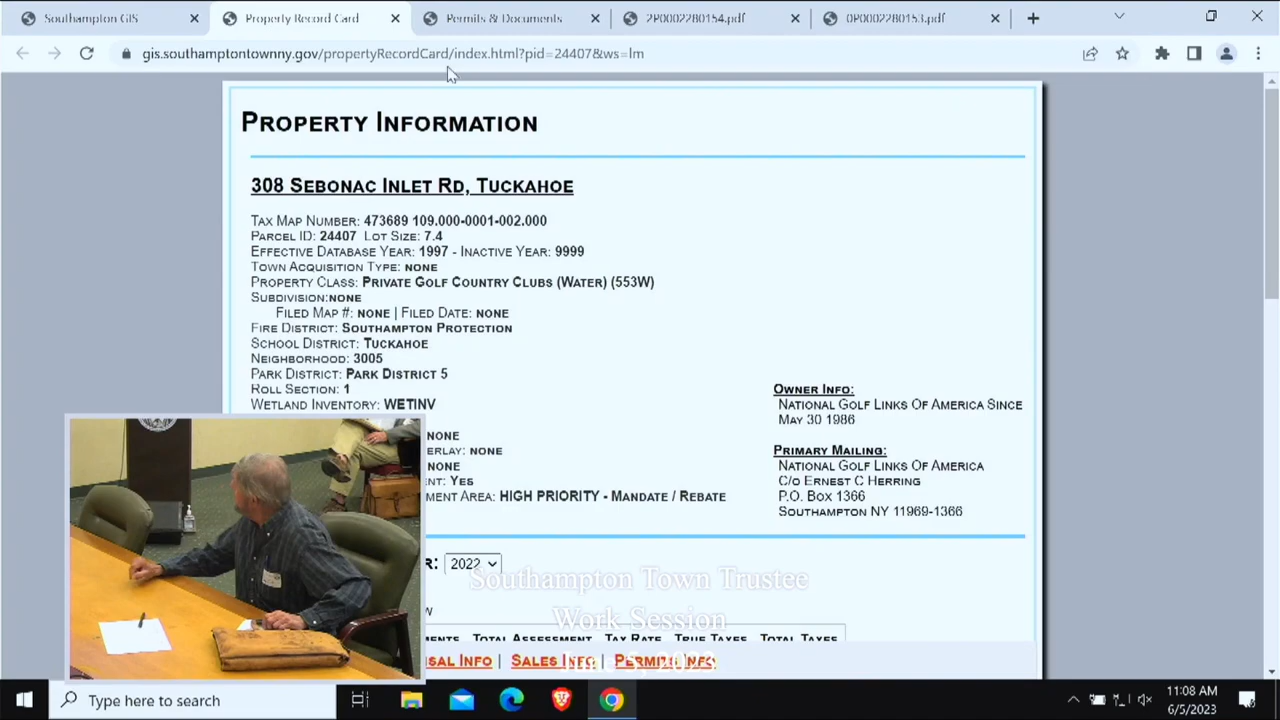 Southampton GIS
Property Record Card
Permits & Documents
2P0002280154.pdf
0P0002280153.pdf
gis.southamptontownny.gov/propertyRecordCard/index.html?pid=24407&ws=lm
Property Information
308 Sebonac Inlet Rd, Tuckahoe
Tax Map Number: 473689 109.000-0001-002.000
Parcel ID: 24407 Lot Size: 7.4
Effective Database Year: 1997 - Inactive Year: 9999
Town Acquisition Type: none
Property Class: Private Golf Country Clubs (Water) (553W)
Subdivision:none
Filed Map #: none | Filed Date: none
Fire District: Southampton Protection
School District: Tuckahoe
Neighborhood: 3005
Park District: Park District 5
Roll Section: 1
Wetland Inventory: WETINV
none
erlay: none
none
ent: Yes
ment Area: HIGH PRIORITY - Mandate / Rebate
Owner Info:
National Golf Links Of America Since
May 30 1986
Primary Mailing:
National Golf Links Of America
C/o Ernest C Herring
P.O. Box 1366
Southampton NY 11969-1366
r: 2022
Southampton Town Trustee
Work Session
June 5, 2023
w
ments Total Assessment Tax Rate True Taxes Total Taxes
sal Info | Sales Info | Permit Info
Type here to search
11:08 AM
6/5/2023